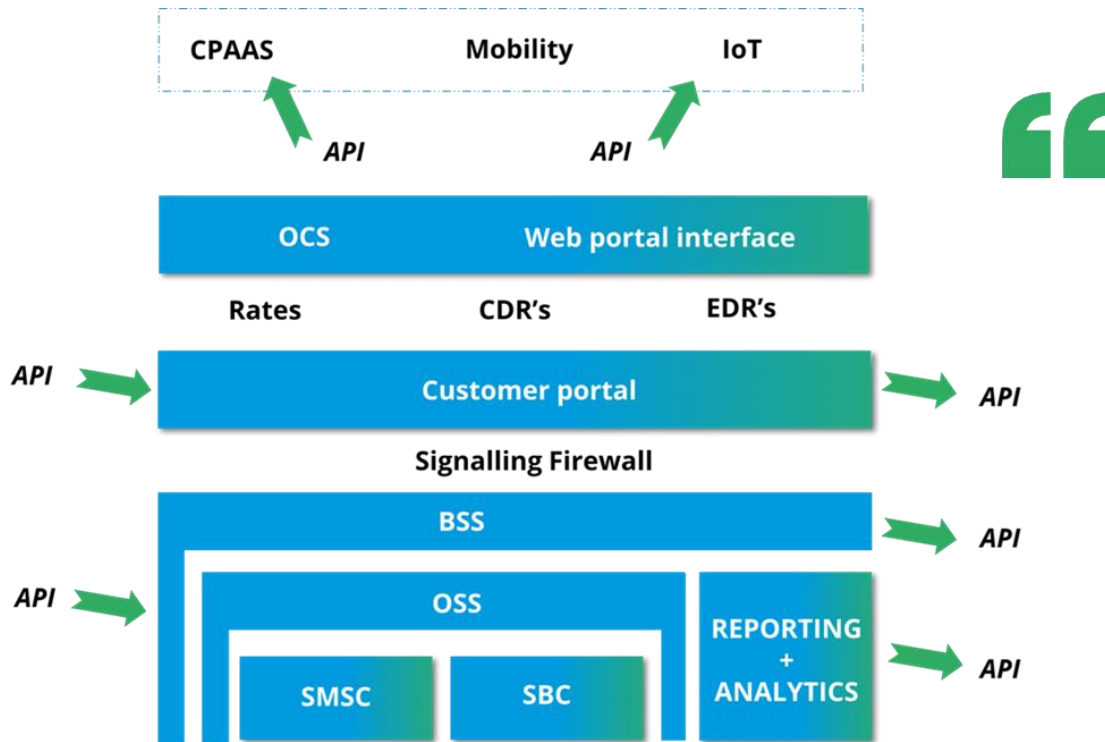 CPAAS Mobility IoT
API API
OCS Web portal interface
Rates CDR's EDR's
API Customer portal API
Signalling Firewall
BSS
API
API
OSS
REPORTING
+
ANALYTICS
API
SMSC SBC